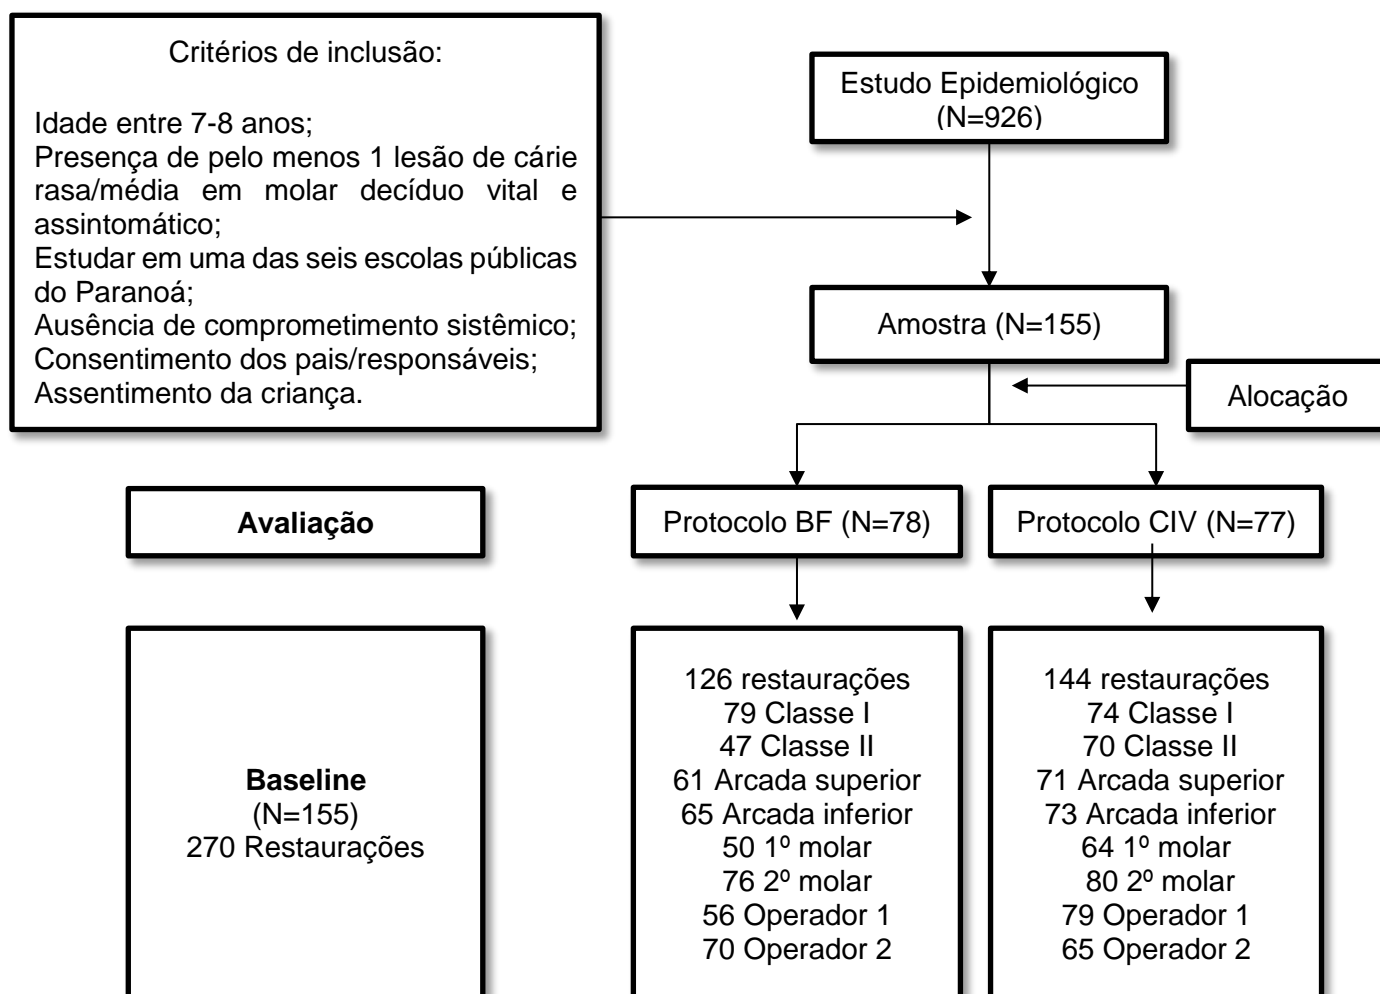 Critérios de inclusão:
Idade entre 7-8 anos;
Presença de pelo menos 1 lesão de cárie
rasa/média em molar decíduo vital e
assintomático;
Estudar em uma das seis escolas públicas
do Paranoá;
Ausência de comprometimento sistêmico;
Consentimento dos pais/responsáveis;
Assentimento da criança.
Estudo Epidemiológico
(N=926)
Amostra (N=155)
Alocação
Avaliação
Protocolo BF (N=78)
Protocolo CIV (N=77)
Baseline
(N=155)
270 Restaurações
126 restaurações
79 Classe I
47 Classe II
61 Arcada superior
65 Arcada inferior
50 1º molar
76 2º molar
56 Operador 1
70 Operador 2
144 restaurações
74 Classe I
70 Classe II
71 Arcada superior
73 Arcada inferior
64 1º molar
80 2º molar
79 Operador 1
65 Operador 2